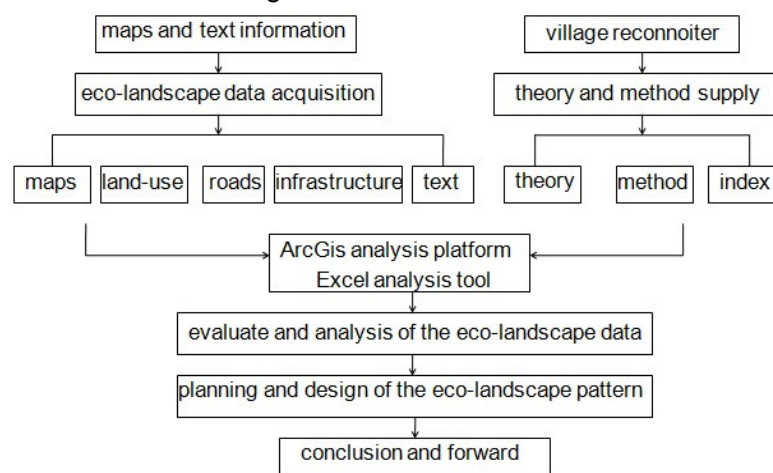 maps and text information
village reconnoiter
eco-landscape data acquisition
theory and method supply
maps
land-use
roads
infrastructure
text
theory
method
index
ArcGis analysis platform
Excel analysis tool
evaluate and analysis of the eco-landscape data
planning and design of the eco-landscape pattern
conclusion and forward